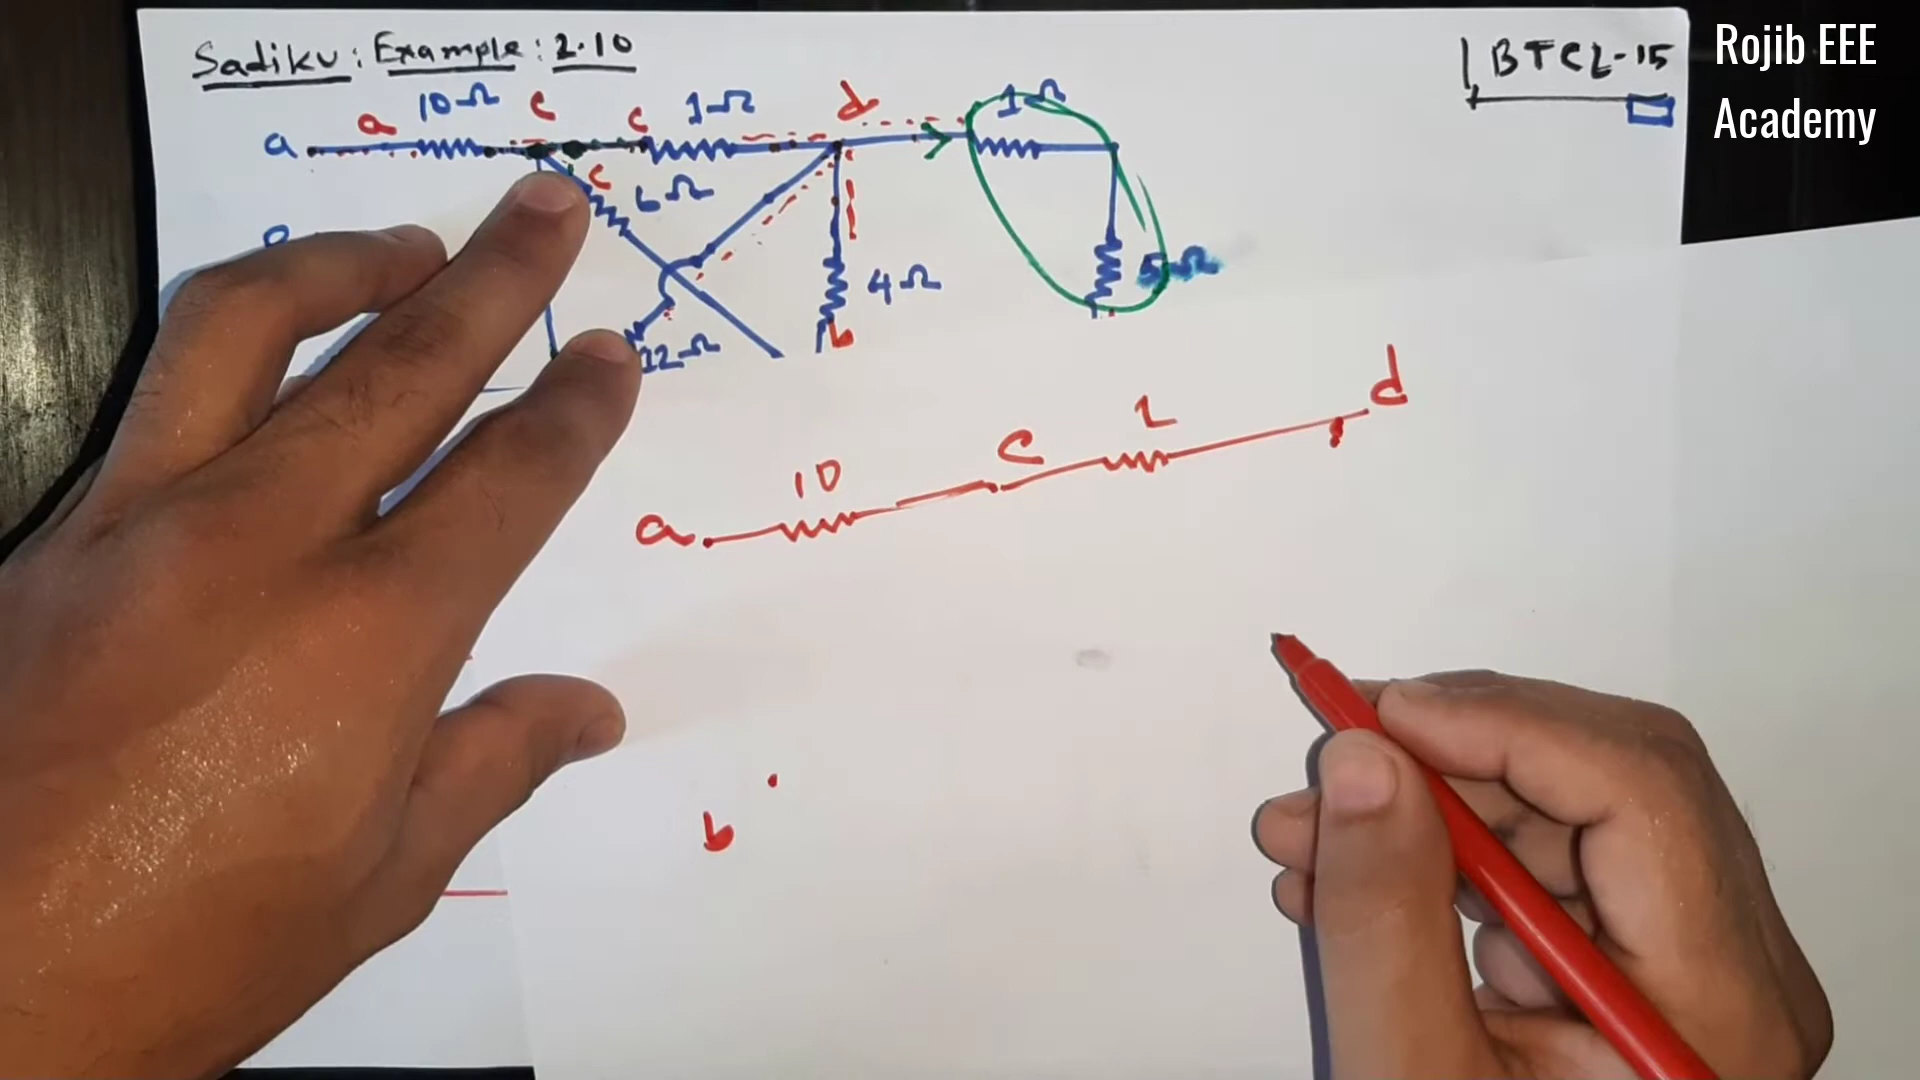 Sadiku: Example: 2.10
BTCL-15
Rojib EEE
Academy
a a 10Ω c c 1Ω d 1Ω
c 6Ω
4Ω 5Ω
12Ω b
a 10 c 1 d
b